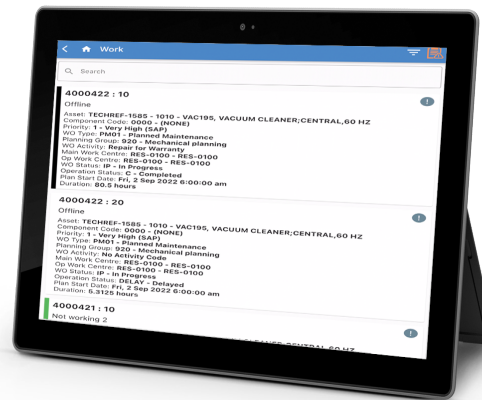 Work
Search
4000422 : 10
Offline
Asset: TECHREF-1585 - 1010 - VAC195, VACUUM CLEANER;CENTRAL,60 HZ
Component Code: 0000 - (NONE)
Priority: 1 - Very High (SAP)
WO Type: PM01 - Planned Maintenance
Planning Group: 920 - Mechanical planning
WO Activity: Repair for Warranty
Main Work Centre: RES-0100 - RES-0100
Op Work Centre: RES-0100 - RES-0100
WO Status: IP - In Progress
Operation Status: C - Completed
Plan Start Date: Fri, 2 Sep 2022 6:00:00 am
Duration: 80.5 hours
4000422 : 20
Offline
Asset: TECHREF-1585 - 1010 - VAC195, VACUUM CLEANER;CENTRAL,60 HZ
Component Code: 0000 - (NONE)
Priority: 1 - Very High (SAP)
WO Type: PM01 - Planned Maintenance
Planning Group: 920 - Mechanical planning
WO Activity: No Activity Code
Main Work Centre: RES-0100 - RES-0100
Op Work Centre: RES-0100 - RES-0100
WO Status: IP - In Progress
Operation Status: DELAY - Delayed
Plan Start Date: Fri, 2 Sep 2022 6:00:00 am
Duration: 5.3125 hours
4000421 : 10
Not working 2